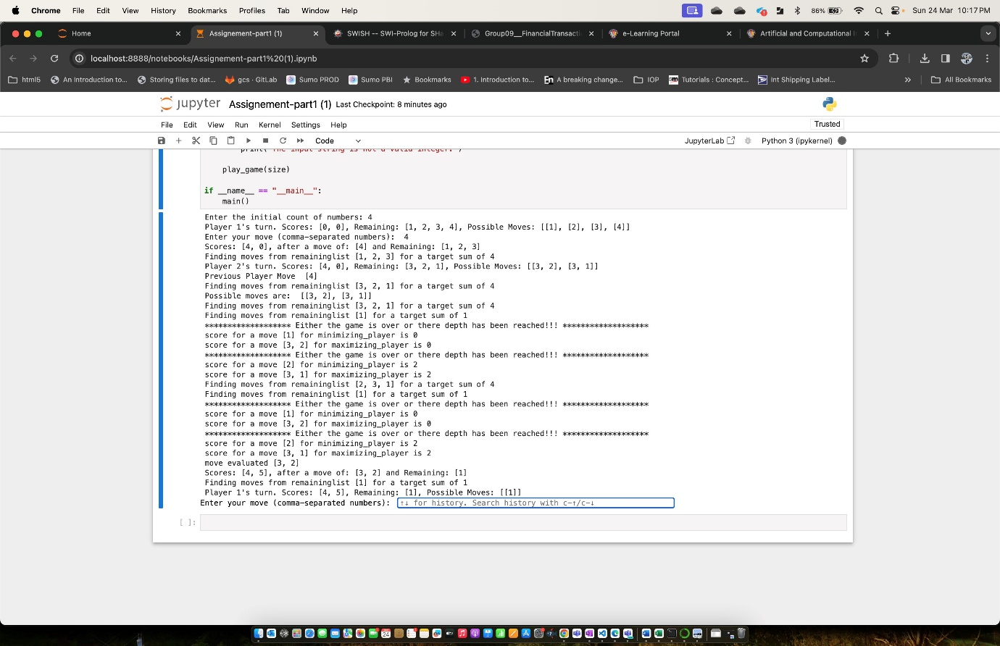 Chrome File Edit View History Bookmarks Profiles Tab Window Help 86% Sun 24 Mar 10:17 PM
Home Assignement-part1 (1) SWISH -- SWI-Prolog for SHa Group09__FinancialTransacti e-Learning Portal Artificial and Computational I
localhost:8888/notebooks/Assignement-part1%20(1).ipynb
html5 An Introduction to... Storing files to dat... gcs · GitLab Sumo PROD Sumo PBI Bookmarks 1. Introduction to... A breaking change... IOP Tutorials : Concept... Int Shipping Label... » All Bookmarks
jupyter Assignement-part1 (1) Last Checkpoint: 8 minutes ago
File Edit View Run Kernel Settings Help Trusted
Code JupyterLab Python 3 (ipykernel)
print("The input string is not a valid integer.")
play_game(size)
if __name__ == "__main__":
main()
Enter the initial count of numbers: 4
Player 1's turn. Scores: [0, 0], Remaining: [1, 2, 3, 4], Possible Moves: [[1], [2], [3], [4]]
Enter your move (comma-separated numbers): 4
Scores: [4, 0], after a move of: [4] and Remaining: [1, 2, 3]
Finding moves from remaininglist [1, 2, 3] for a target sum of 4
Player 2's turn. Scores: [4, 0], Remaining: [3, 2, 1], Possible Moves: [[3, 2], [3, 1]]
Previous Player Move [4]
Finding moves from remaininglist [3, 2, 1] for a target sum of 4
Possible moves are: [[3, 2], [3, 1]]
Finding moves from remaininglist [3, 2, 1] for a target sum of 4
Finding moves from remaininglist [1] for a target sum of 1
******************* Either the game is over or there depth has been reached!!! *******************
score for a move [1] for minimizing_player is 0
score for a move [3, 2] for maximizing_player is 0
******************* Either the game is over or there depth has been reached!!! *******************
score for a move [2] for minimizing_player is 2
score for a move [3, 1] for maximizing_player is 2
Finding moves from remaininglist [2, 3, 1] for a target sum of 4
Finding moves from remaininglist [1] for a target sum of 1
******************* Either the game is over or there depth has been reached!!! *******************
score for a move [1] for minimizing_player is 0
score for a move [3, 2] for maximizing_player is 0
******************* Either the game is over or there depth has been reached!!! *******************
score for a move [2] for minimizing_player is 2
score for a move [3, 1] for maximizing_player is 2
move evaluated [3, 2]
Scores: [4, 5], after a move of: [3, 2] and Remaining: [1]
Finding moves from remaininglist [1] for a target sum of 1
Player 1's turn. Scores: [4, 5], Remaining: [1], Possible Moves: [[1]]
Enter your move (comma-separated numbers): ↑↓ for history. Search history with c-↑/c-↓
[ ]: